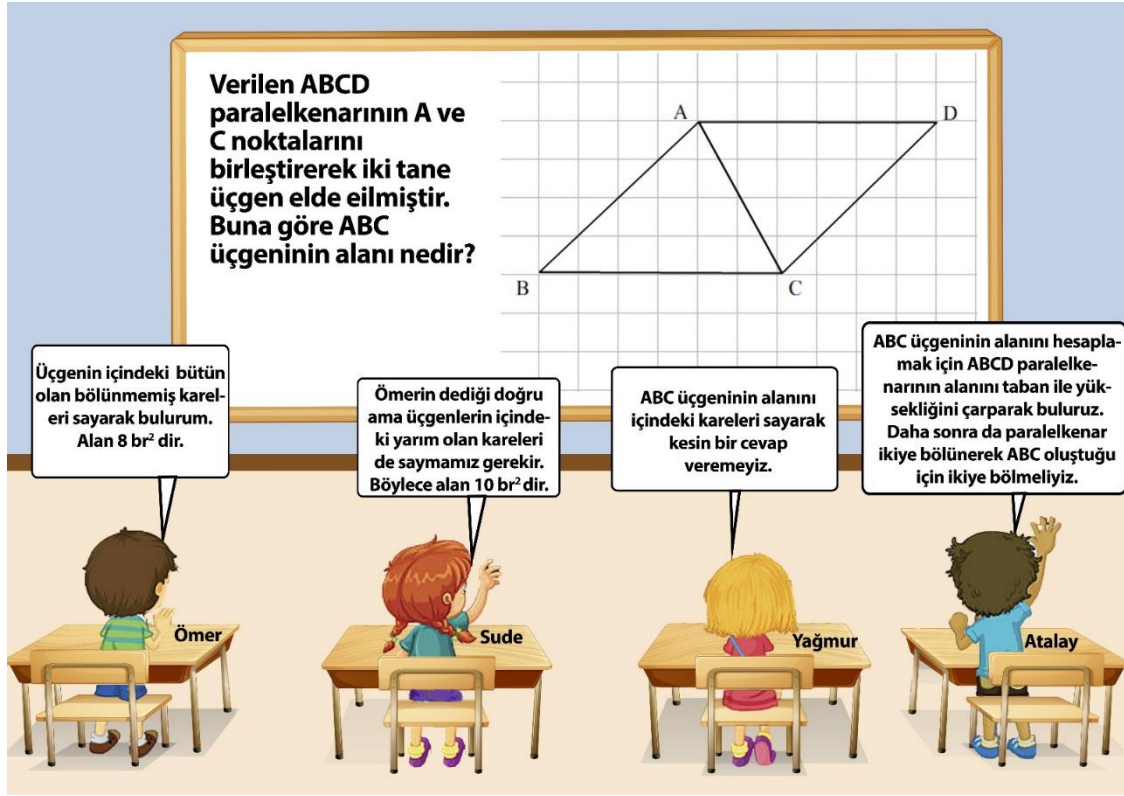 Verilen ABCD
paralelkenarının A ve
C noktalarını
birleştirerek iki tane
üçgen elde eilmiştir.
Buna göre ABC
üçgeninin alanı nedir?
A
D
B
C
Üçgenin içindeki bütün
olan bölünmemiş karel-
eri sayarak bulurum.
Alan 8 br² dir.
Ömerin dediği doğru
ama üçgenlerin içinde-
ki yarım olan kareleri
de saymamız gerekir.
Böylece alan 10 br² dir.
ABC üçgeninin alanını
içindeki kareleri sayarak
kesin bir cevap
veremeyiz.
ABC üçgeninin alanını hesapla-
mak için ABCD paralelke-
narının alanını taban ile yük-
sekliğini çarparak buluruz.
Daha sonra da paralelkenar
ikiye bölünerek ABC oluştuğu
için ikiye bölmeliyiz.
Ömer
Sude
Yağmur
Atalay